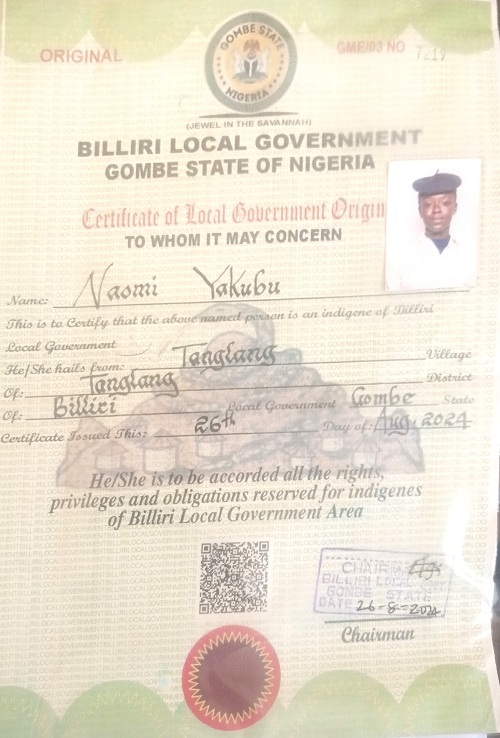 ORIGINAL
GOMBE STATE
NIGERIA
GME/03 NO 7219
(JEWEL IN THE SAVANNAH)
BILLIRI LOCAL GOVERNMENT
GOMBE STATE OF NIGERIA
Certificate of Local Government Origin
TO WHOM IT MAY CONCERN
Name: Naomi Yakubu
This is to Certify that the above named person is an indigene of Billiri
Local Government
He/She hails from: Tanglang Village
Of: Tanglang District
Of: Billiri Local Government Gombe State
Certificate Issued This: 26th Day of: Aug, 2024
He/She is to be accorded all the rights,
privileges and obligations reserved for indigenes
of Billiri Local Government Area
CHAIRMAN
BILLIRI LOCAL
GOMBE STATE
DATE 26-8-2024
Chairman